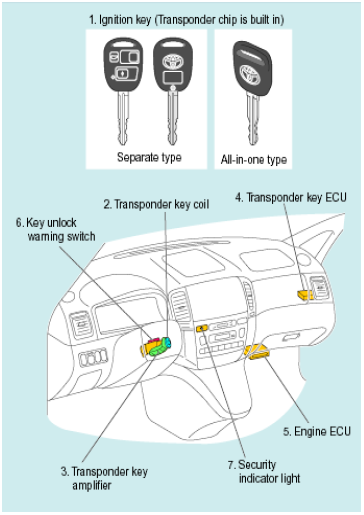 1. Ignition key (Transponder chip is built in)
Separate type
All-in-one type
2. Transponder key coil
4. Transponder key ECU
6. Key unlock
warning switch
5. Engine ECU
3. Transponder key
amplifier
7. Security
indicator light